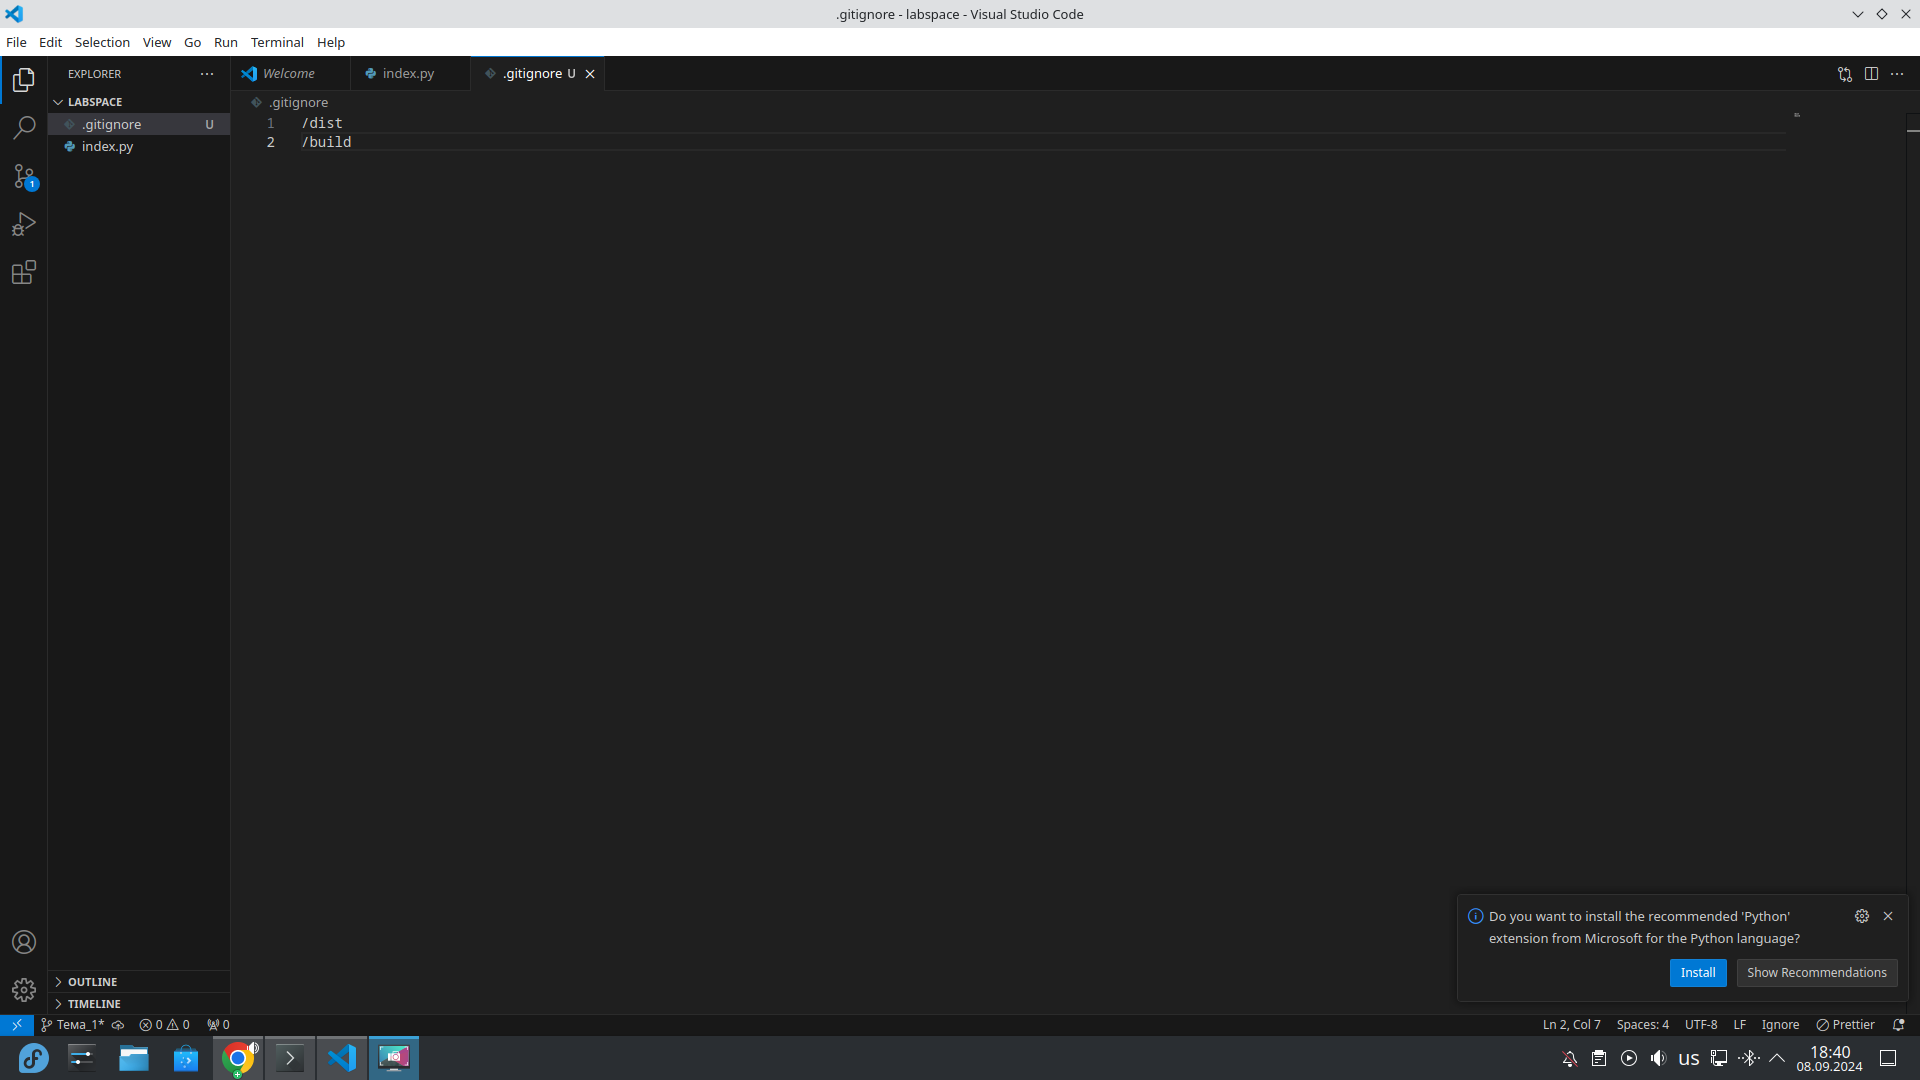 .gitignore - labspace - Visual Studio Code
File Edit Selection View Go Run Terminal Help
EXPLORER
Welcome
index.py
.gitignore U
LABSPACE
.gitignore
.gitignore U
index.py
1 /dist
2 /build
1
Do you want to install the recommended 'Python'
extension from Microsoft for the Python language?
Install
Show Recommendations
OUTLINE
TIMELINE
Тема_1* 0 0 0
Ln 2, Col 7 Spaces: 4 UTF-8 LF Ignore Prettier
us
18:40
08.09.2024